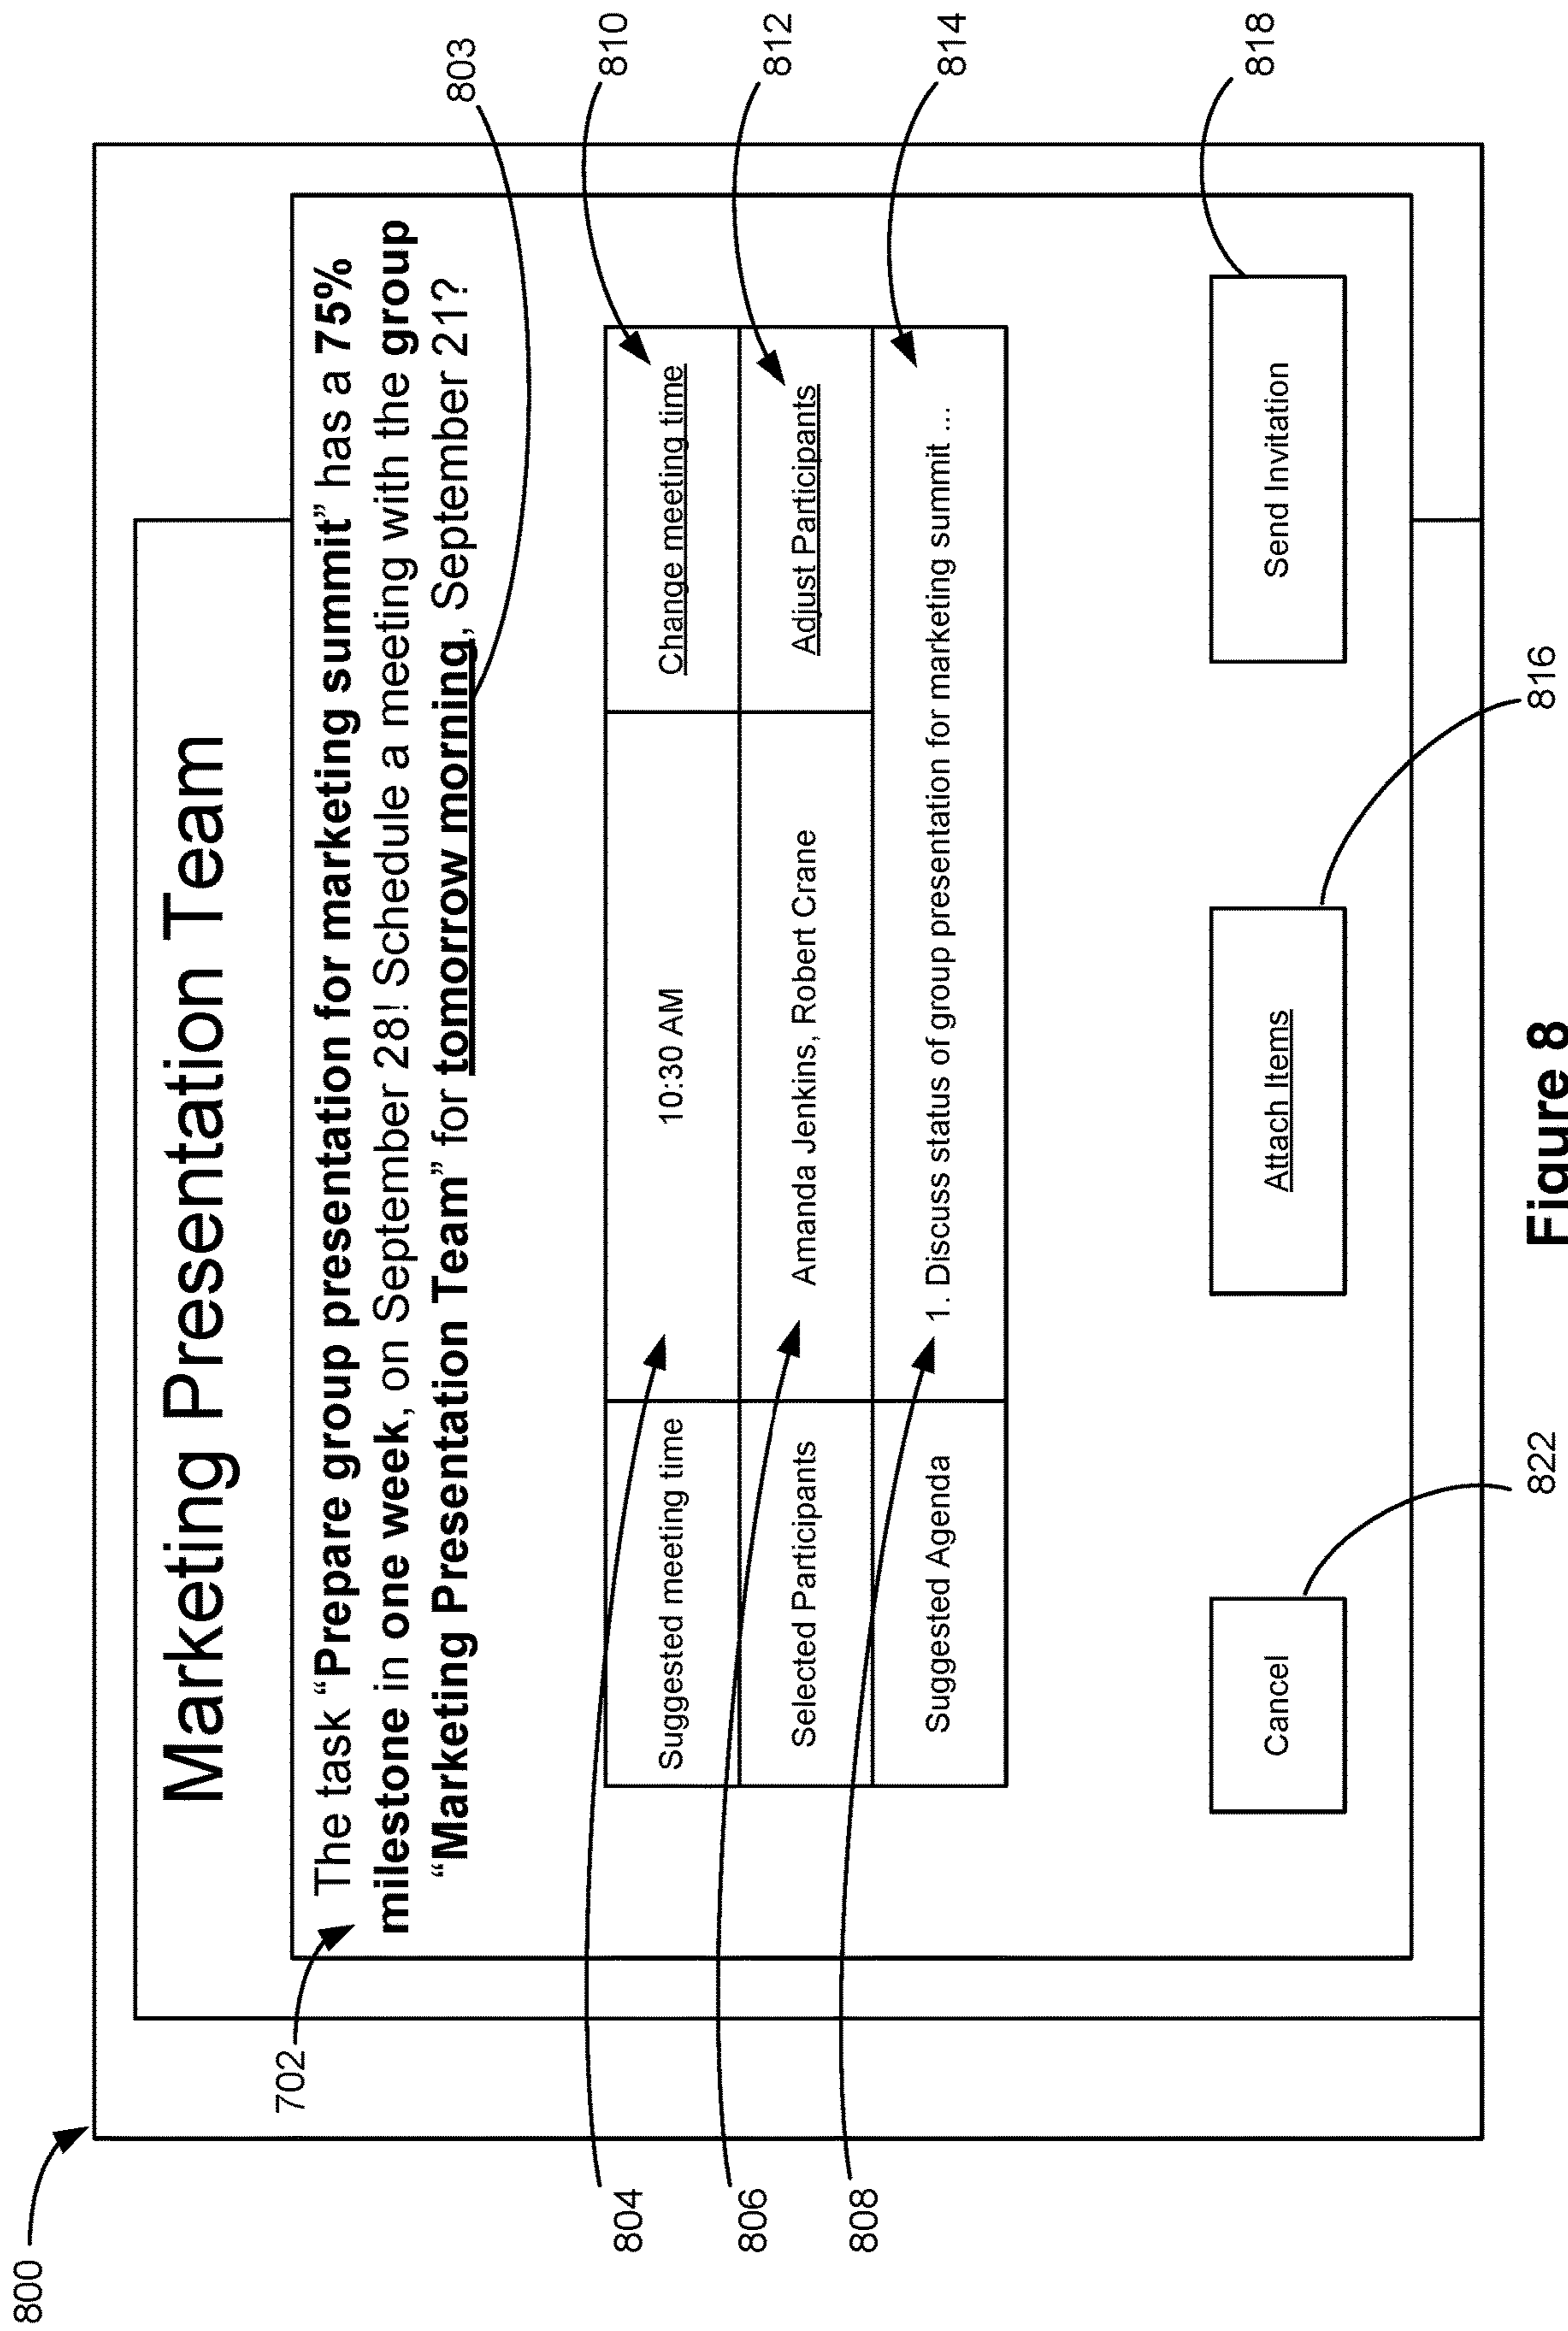 800
Marketing Presentation Team
702
The task “Prepare group presentation for marketing summit” has a 75%
milestone in one week, on September 28! Schedule a meeting with the group
“Marketing Presentation Team” for tomorrow morning, September 21?
803
804
Suggested meeting time
10:30 AM
Change meeting time
810
806
Selected Participants
Amanda Jenkins, Robert Crane
Adjust Participants
812
808
Suggested Agenda
1. Discuss status of group presentation for marketing summit ...
814
Cancel
Attach Items
Send Invitation
818
822
816
Figure 8